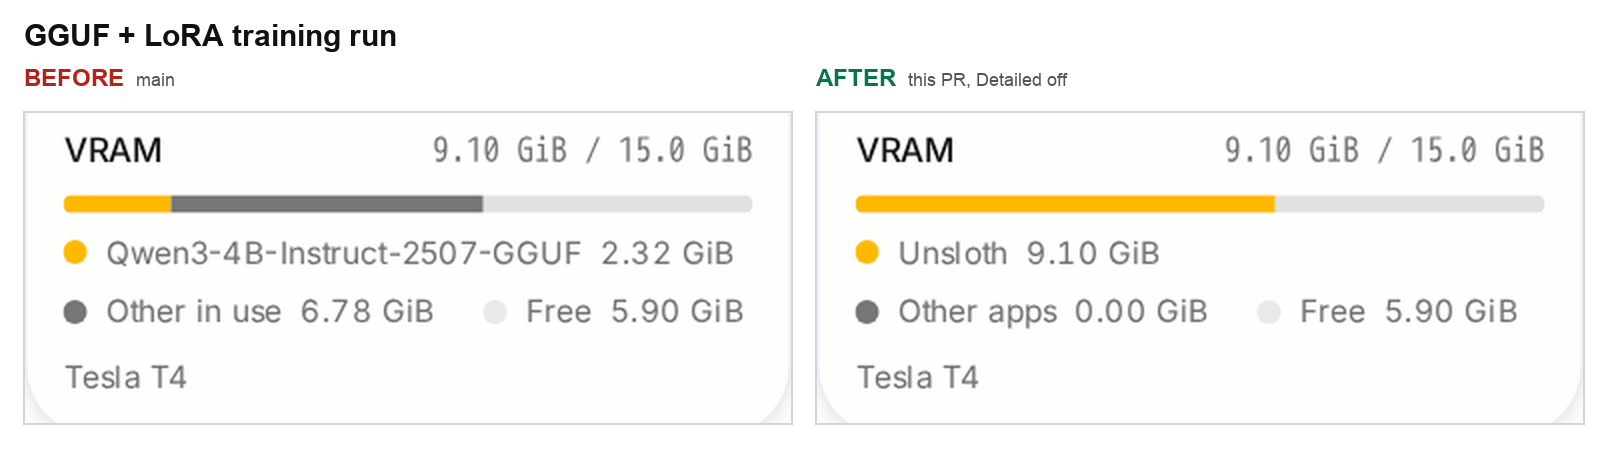 GGUF + LoRA training run
BEFORE main
VRAM 9.10 GiB / 15.0 GiB
Qwen3-4B-Instruct-2507-GGUF 2.32 GiB
Other in use 6.78 GiB Free 5.90 GiB
Tesla T4
AFTER this PR, Detailed off
VRAM 9.10 GiB / 15.0 GiB
Unsloth 9.10 GiB
Other apps 0.00 GiB Free 5.90 GiB
Tesla T4